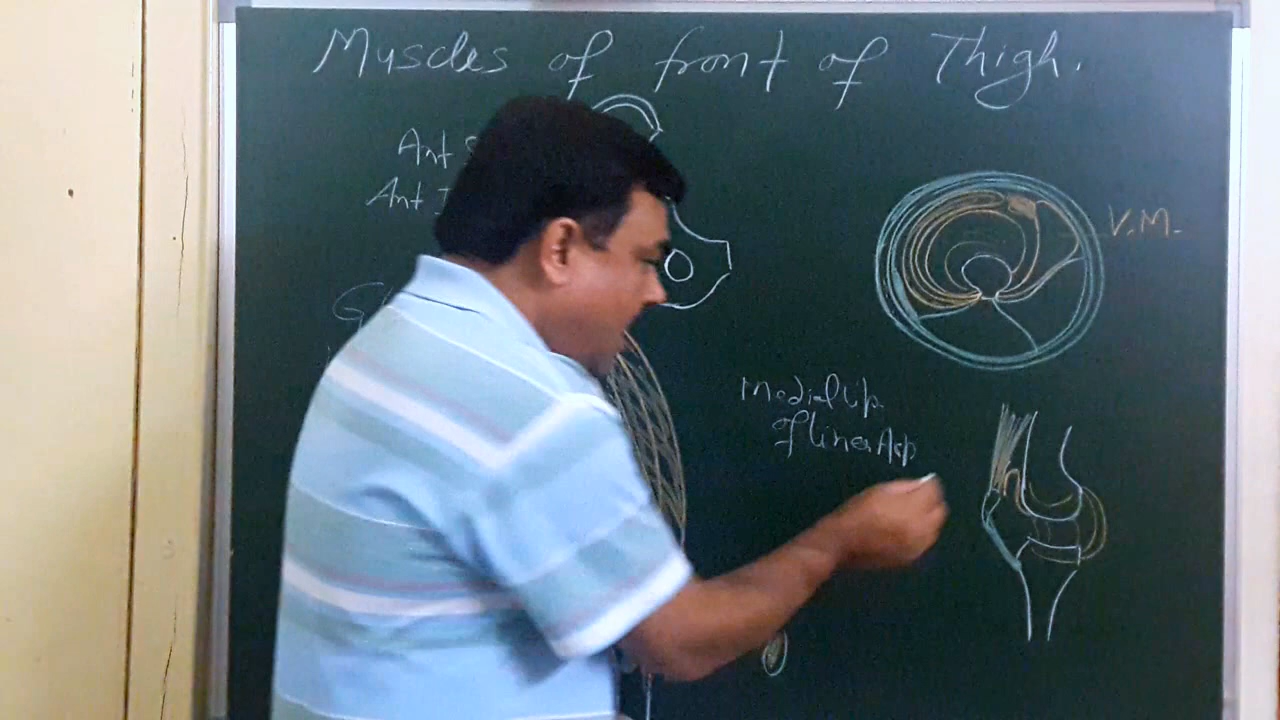 Muscles of front of Thigh.
Ant
Ant
V.M.
Medial lip
of linea Asp